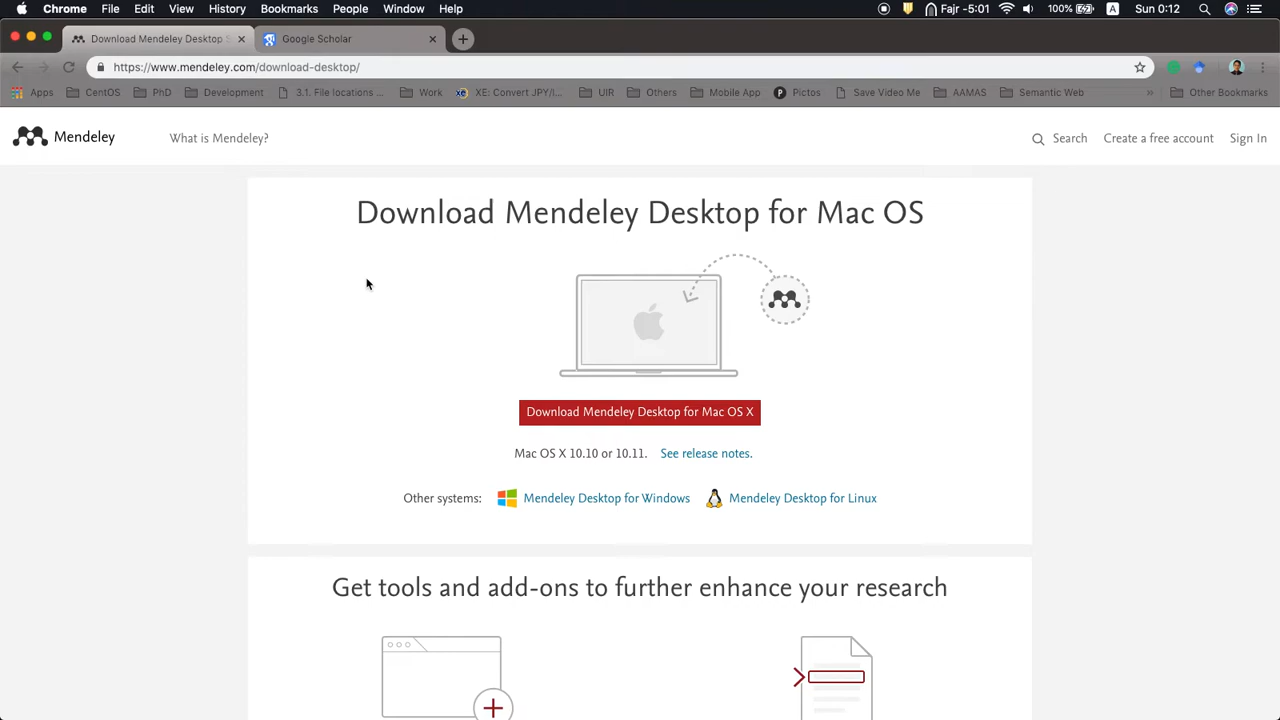 Chrome File Edit View History Bookmarks People Window Help Fajr -5:01 100% A Sun 0:12
Download Mendeley Desktop S Google Scholar
https://www.mendeley.com/download-desktop/
Apps CentOS PhD Development 3.1. File locations ... Work XE: Convert JPY/I... UIR Others Mobile App Pictos Save Video Me AAMAS Semantic Web » Other Bookmarks
Mendeley What is Mendeley? Search Create a free account Sign In
Download Mendeley Desktop for Mac OS
Download Mendeley Desktop for Mac OS X
Mac OS X 10.10 or 10.11. See release notes.
Other systems: Mendeley Desktop for Windows Mendeley Desktop for Linux
Get tools and add-ons to further enhance your research